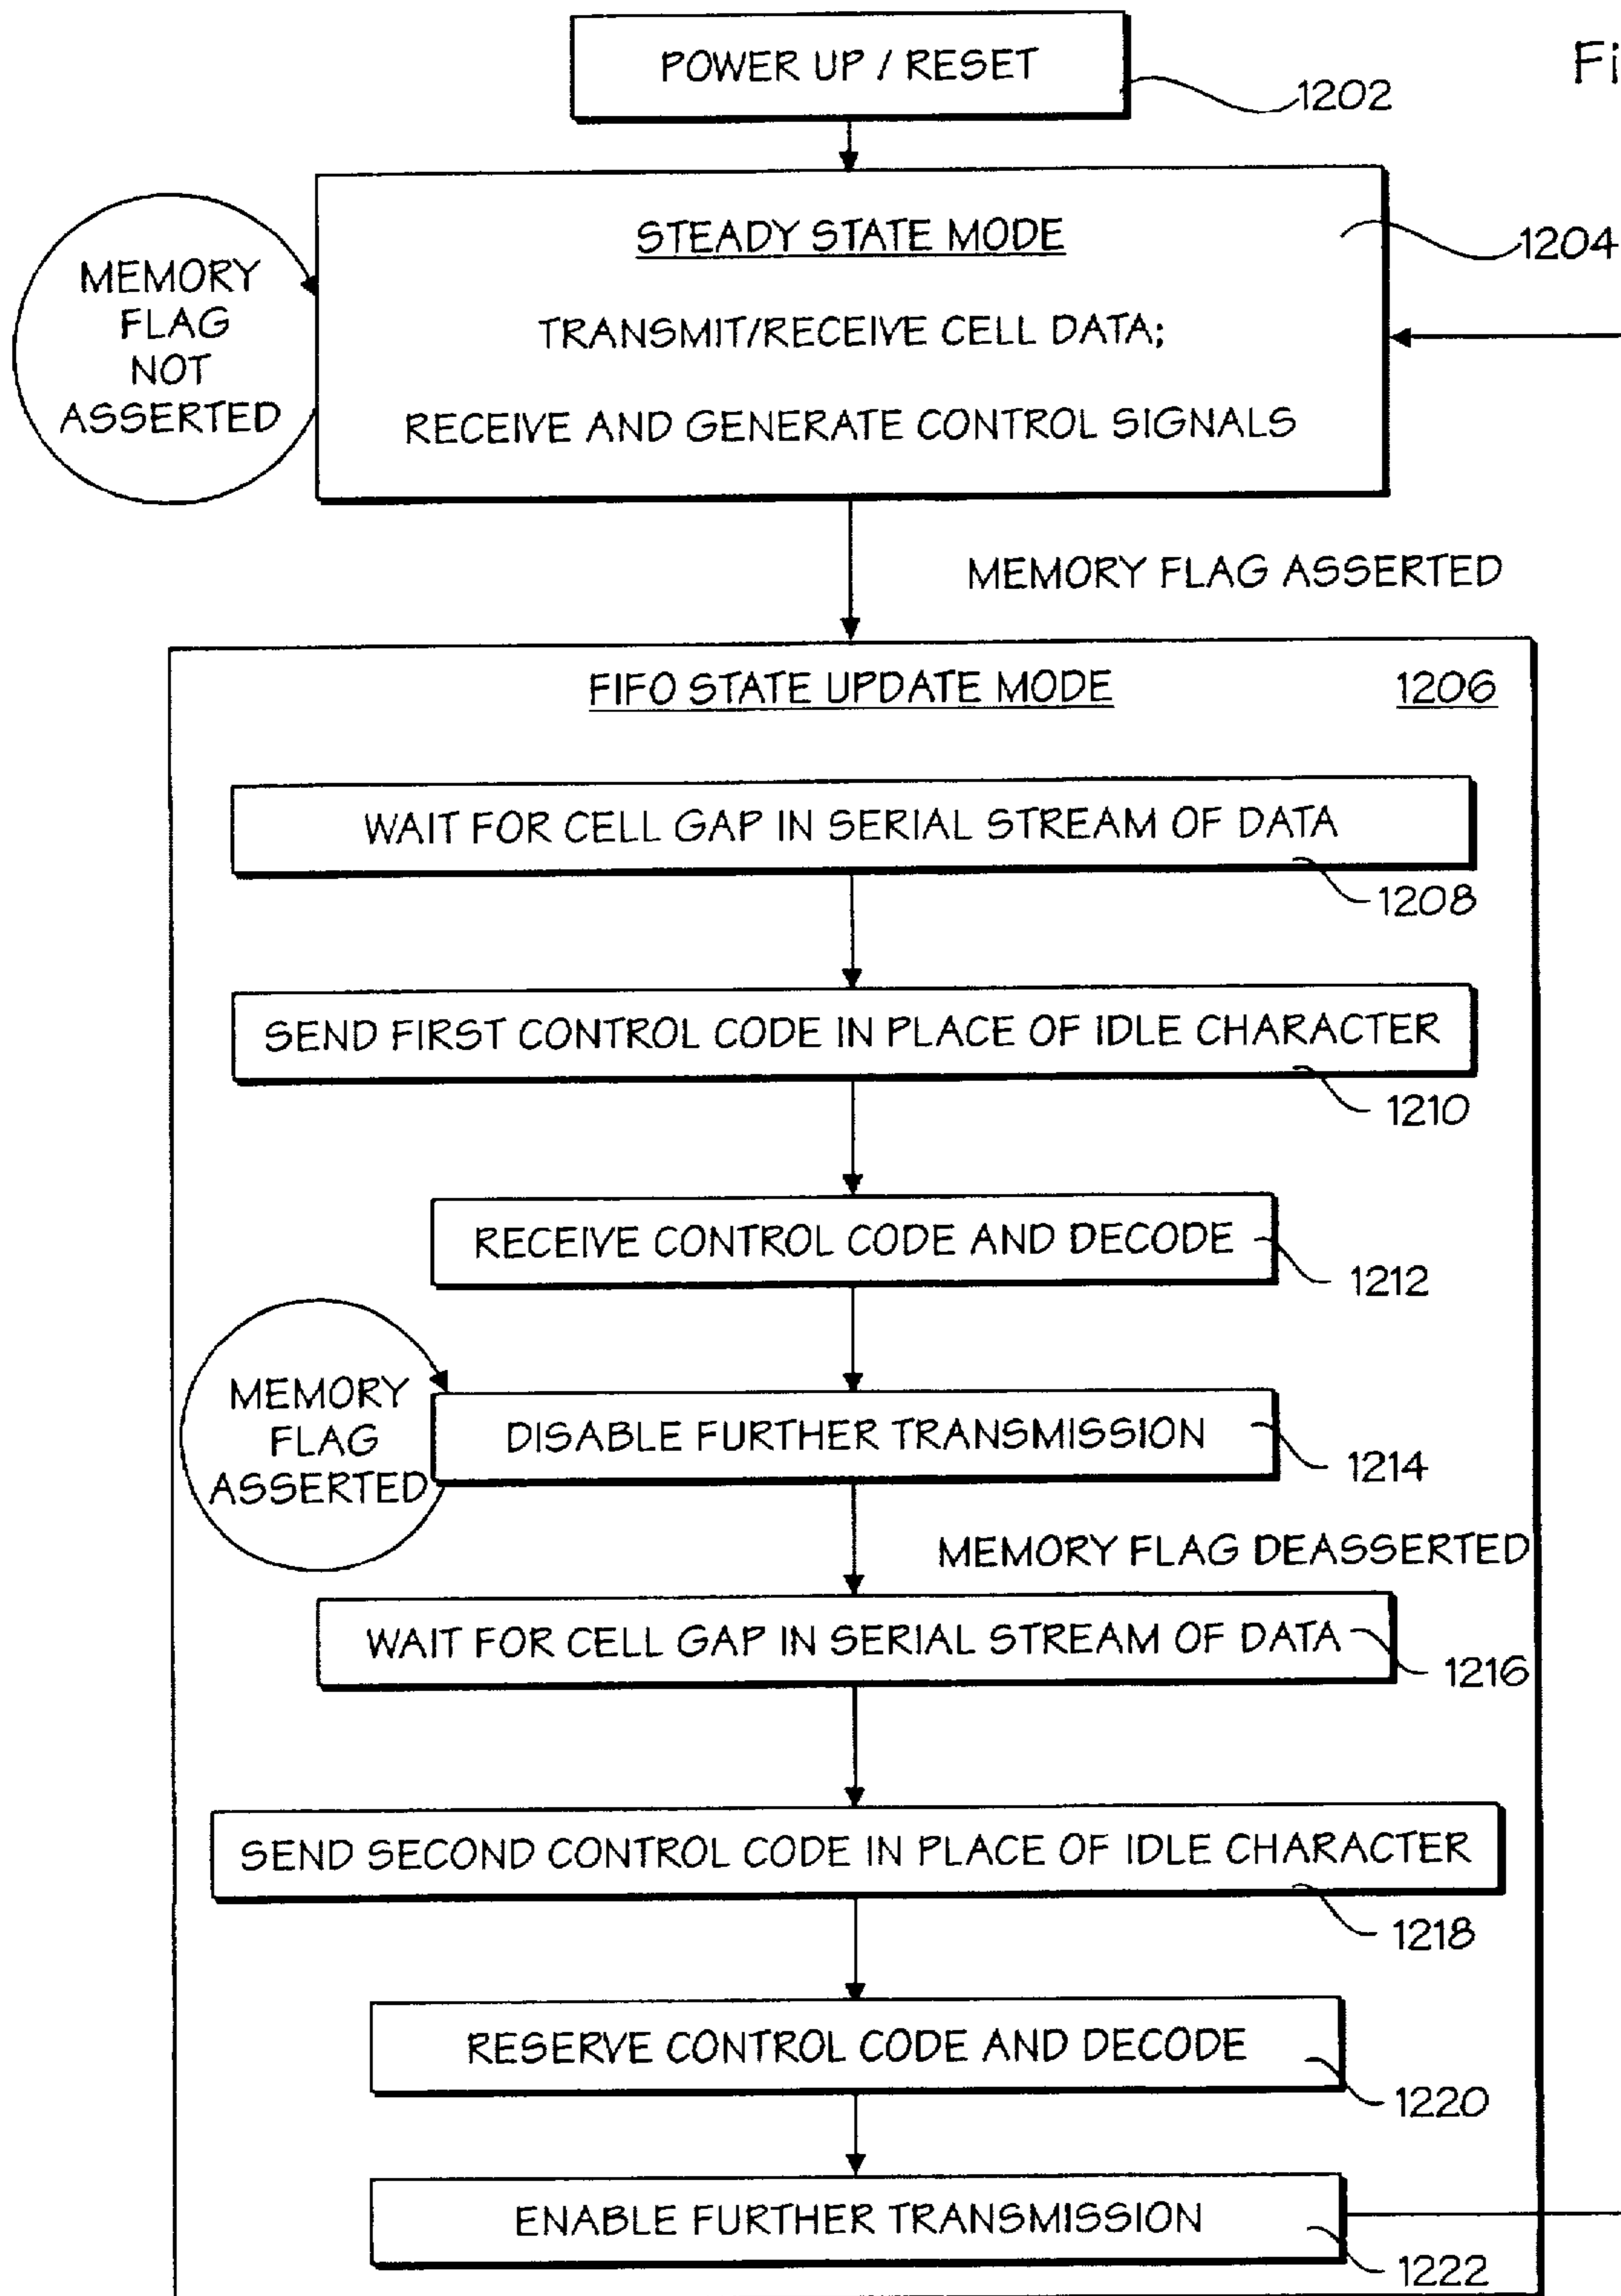 POWER UP / RESET
Fi
1202
STEADY STATE MODE
1204
MEMORY
FLAG
NOT
ASSERTED
TRANSMIT/RECEIVE CELL DATA;
RECEIVE AND GENERATE CONTROL SIGNALS
MEMORY FLAG ASSERTED
FIFO STATE UPDATE MODE
1206
WAIT FOR CELL GAP IN SERIAL STREAM OF DATA
1208
SEND FIRST CONTROL CODE IN PLACE OF IDLE CHARACTER
1210
RECEIVE CONTROL CODE AND DECODE
1212
MEMORY
FLAG
ASSERTED
DISABLE FURTHER TRANSMISSION
1214
MEMORY FLAG DEASSERTED
WAIT FOR CELL GAP IN SERIAL STREAM OF DATA
1216
SEND SECOND CONTROL CODE IN PLACE OF IDLE CHARACTER
1218
RESERVE CONTROL CODE AND DECODE
1220
ENABLE FURTHER TRANSMISSION
1222